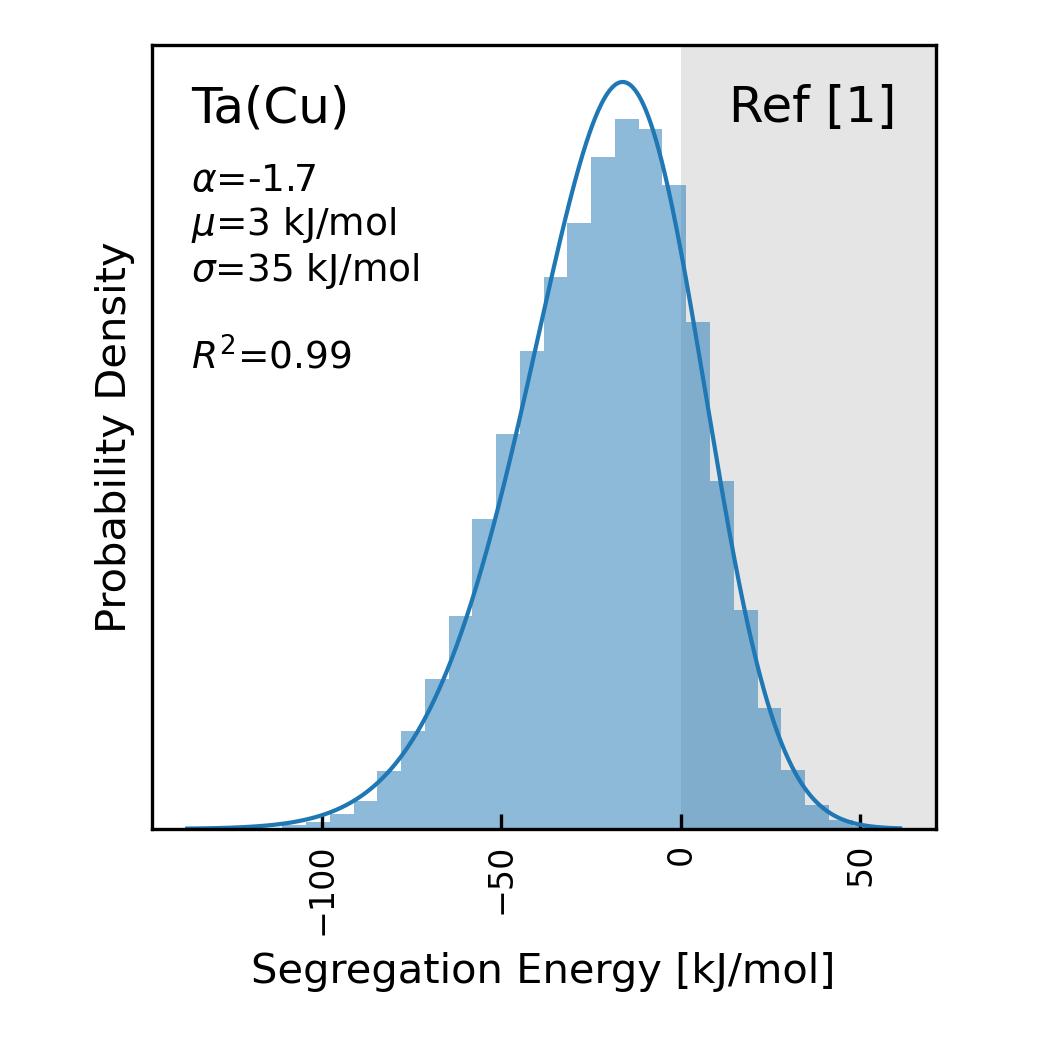 Ta(Cu)
Ref [1]
α=-1.7
μ=3 kJ/mol
σ=35 kJ/mol
R²=0.99
Probability Density
−100
−50
0
50
Segregation Energy [kJ/mol]